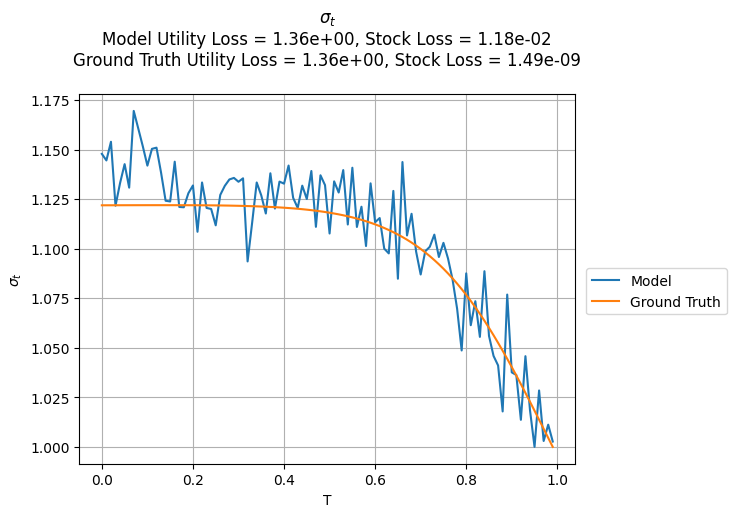 σₜ
Model Utility Loss = 1.36e+00, Stock Loss = 1.18e-02
Ground Truth Utility Loss = 1.36e+00, Stock Loss = 1.49e-09
1.175
1.150
1.125
1.100
1.075
1.050
1.025
1.000
σₜ
0.0 0.2 0.4 0.6 0.8 1.0
T
Model
Ground Truth